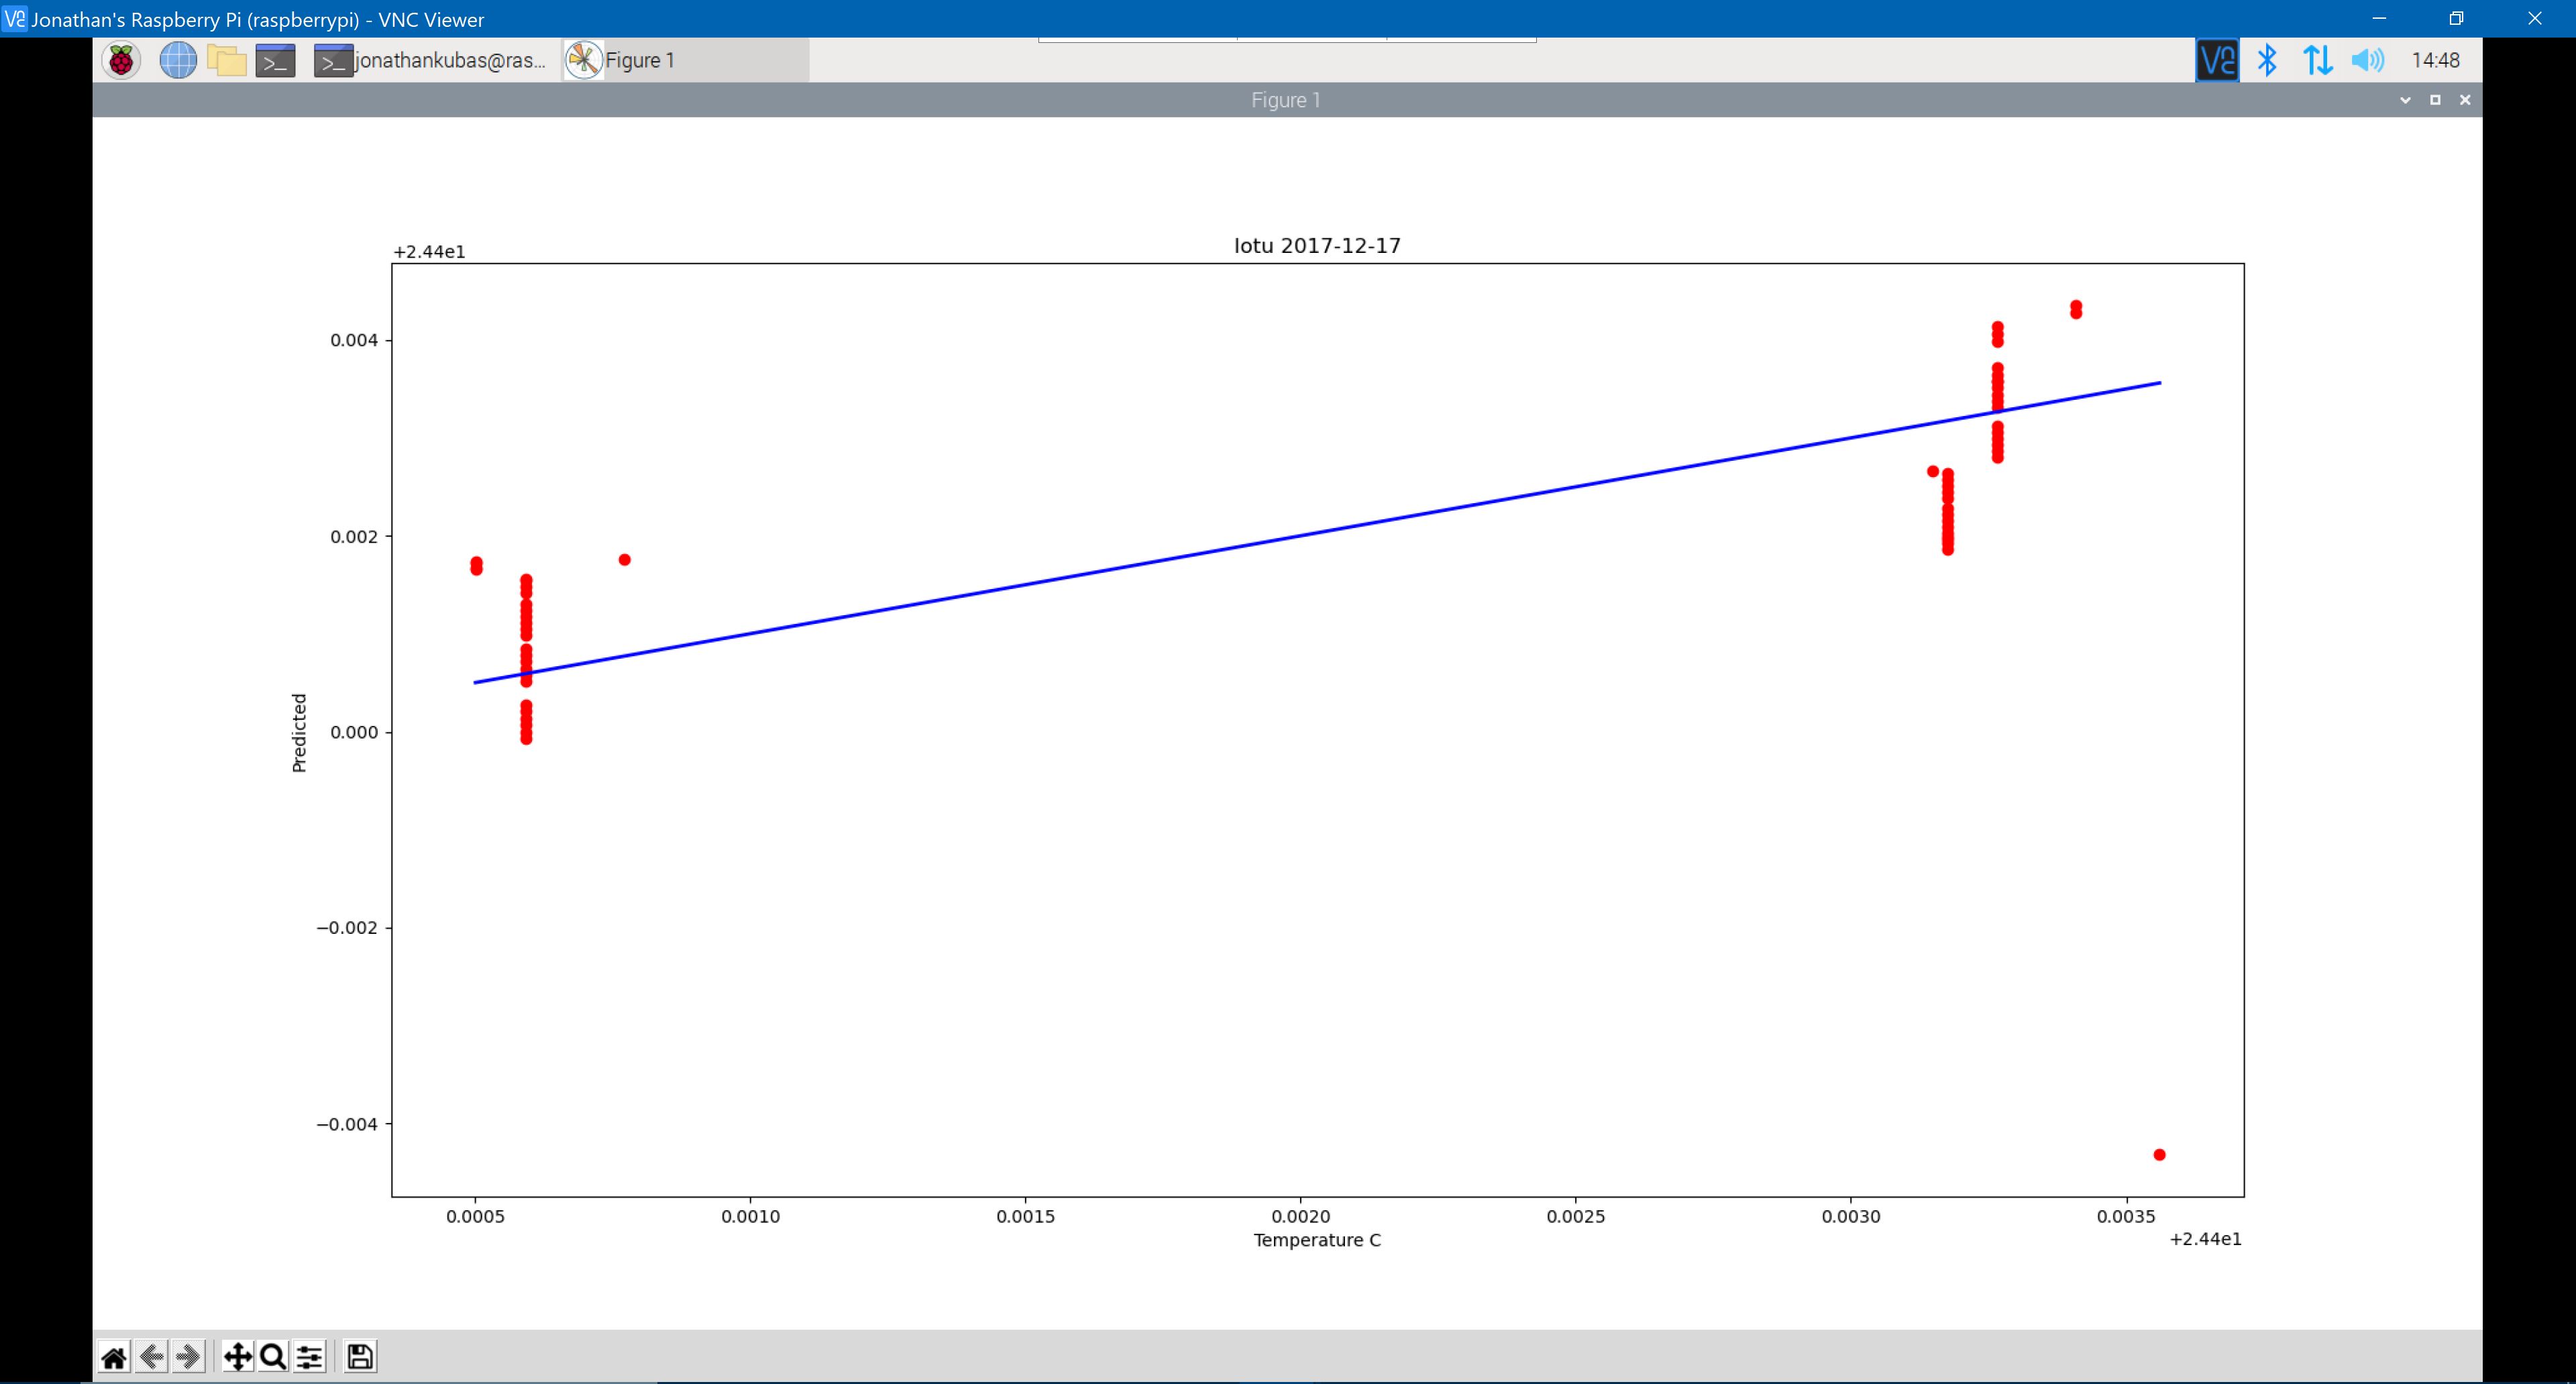 Jonathan's Raspberry Pi (raspberrypi) - VNC Viewer
jonathankubas@ras... Figure 1 14:48
Figure 1
Iotu 2017-12-17
+2.44e1
0.004
0.002
0.000
−0.002
−0.004
Predicted
0.0005 0.0010 0.0015 0.0020 0.0025 0.0030 0.0035
Temperature C
+2.44e1